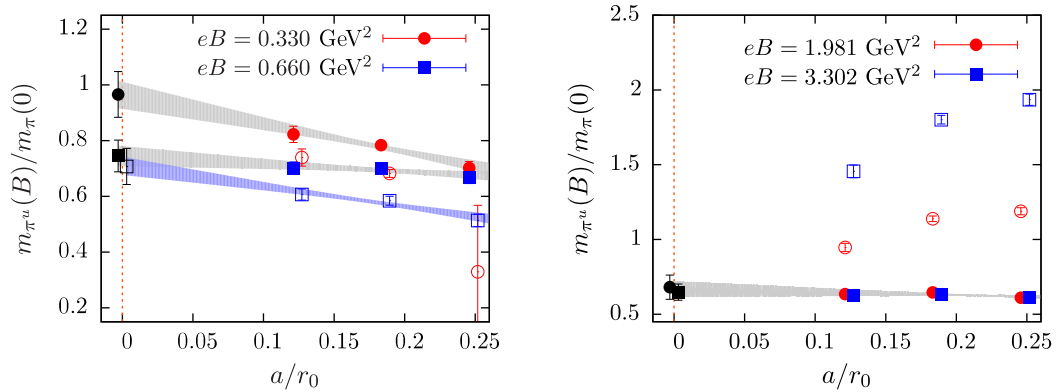 eB = 0.330 GeV²
eB = 0.660 GeV²
1.2
1
0.8
0.6
0.4
0.2
m_{π^u}(B)/m_π(0)
0
0.05
0.1
0.15
0.2
0.25
a/r₀
eB = 1.981 GeV²
eB = 3.302 GeV²
2.5
2
1.5
1
0.5
m_{π^u}(B)/m_π(0)
0
0.05
0.1
0.15
0.2
0.25
a/r₀